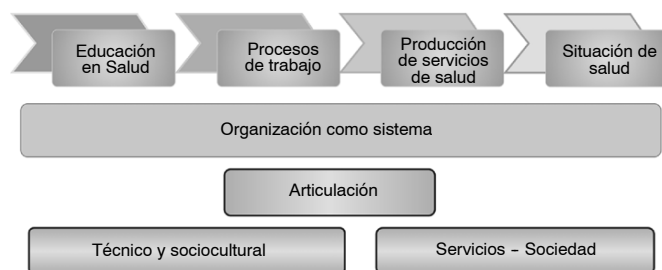 Educación
en Salud
Procesos
de trabajo
Producción
de servicios
de salud
Situación de
salud
Organización como sistema
Articulación
Técnico y sociocultural
Servicios – Sociedad